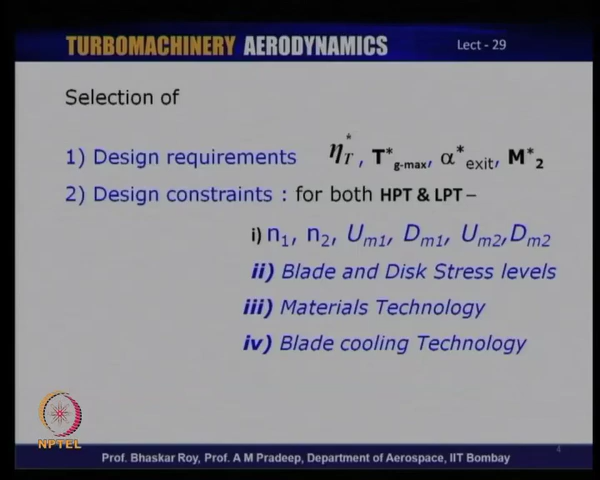 TURBOMACHINERY AERODYNAMICS Lect - 29
Selection of
1) Design requirements η*T , T*g-max, α*exit, M*2
2) Design constraints : for both HPT & LPT –
i) n1, n2, Um1, Dm1, Um2,Dm2
ii) Blade and Disk Stress levels
iii) Materials Technology
iv) Blade cooling Technology
NPTEL
4
Prof. Bhaskar Roy, Prof. A M Pradeep, Department of Aerospace, IIT Bombay